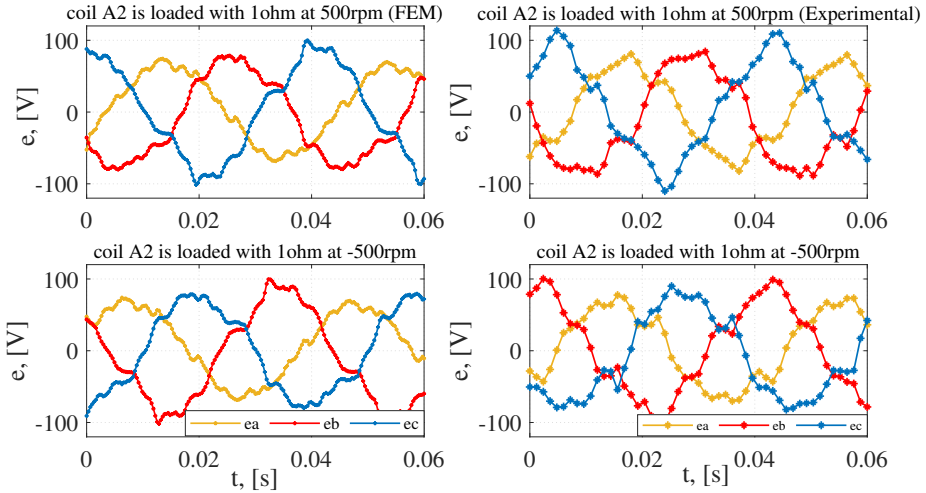 coil A2 is loaded with 1ohm at 500rpm (FEM)
coil A2 is loaded with 1ohm at 500rpm (Experimental)
e, [V]
100
0
-100
0
0.02
0.04
0.06
e, [V]
100
0
-100
0
0.02
0.04
0.06
coil A2 is loaded with 1ohm at -500rpm
coil A2 is loaded with 1ohm at -500rpm
e, [V]
100
0
-100
ea eb ec
0
0.02
0.04
0.06
t, [s]
e, [V]
100
0
-100
ea eb ec
0
0.02
0.04
0.06
t, [s]